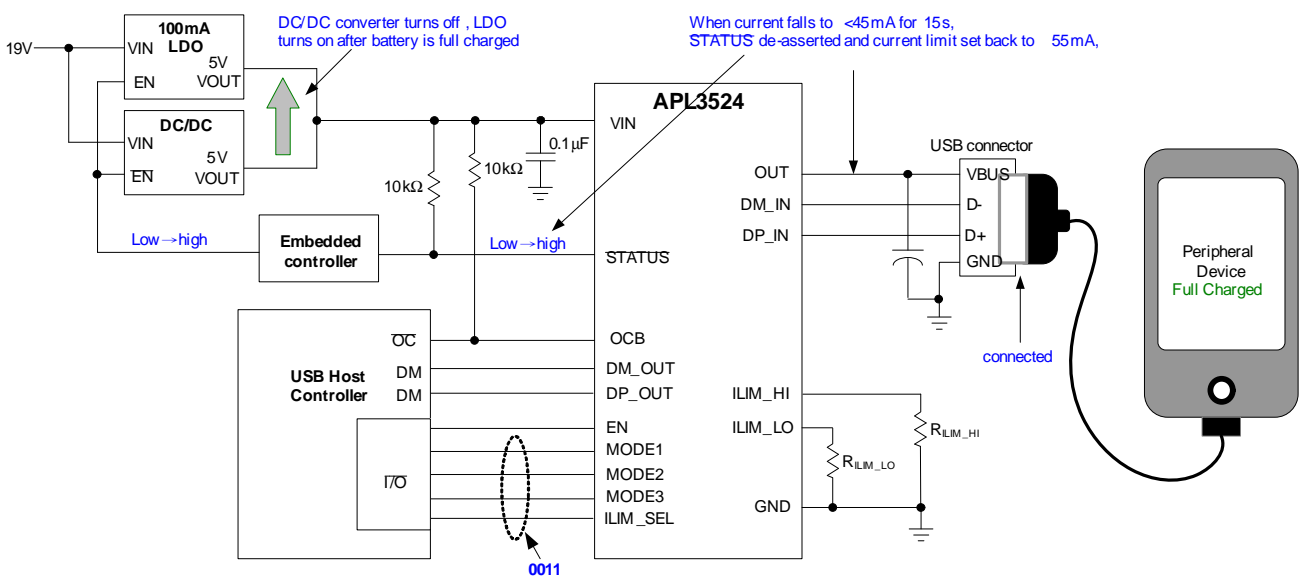 DC/DC converter turns off , LDO
turns on after battery is full charged
When current falls to <45mA for 15s,
STATUS de-asserted and current limit set back to 55mA,
19V
100mA
LDO
VIN
5V
VOUT
EN
DC/DC
VIN
5V
VOUT
EN
10kΩ
10kΩ
0.1μF
Low→high
Embedded
controller
Low→high
APL3524
VIN
STATUS
OCB
DM_OUT
DP_OUT
EN
MODE1
MODE2
MODE3
ILIM_SEL
OUT
DM_IN
DP_IN
ILIM_HI
ILIM_LO
GND
USB Host
Controller
OC
DM
DM
I/O
0011
RILIM_LO
RILIM_HI
USB connector
VBUS
D-
D+
GND
connected
Peripheral
Device
Full Charged